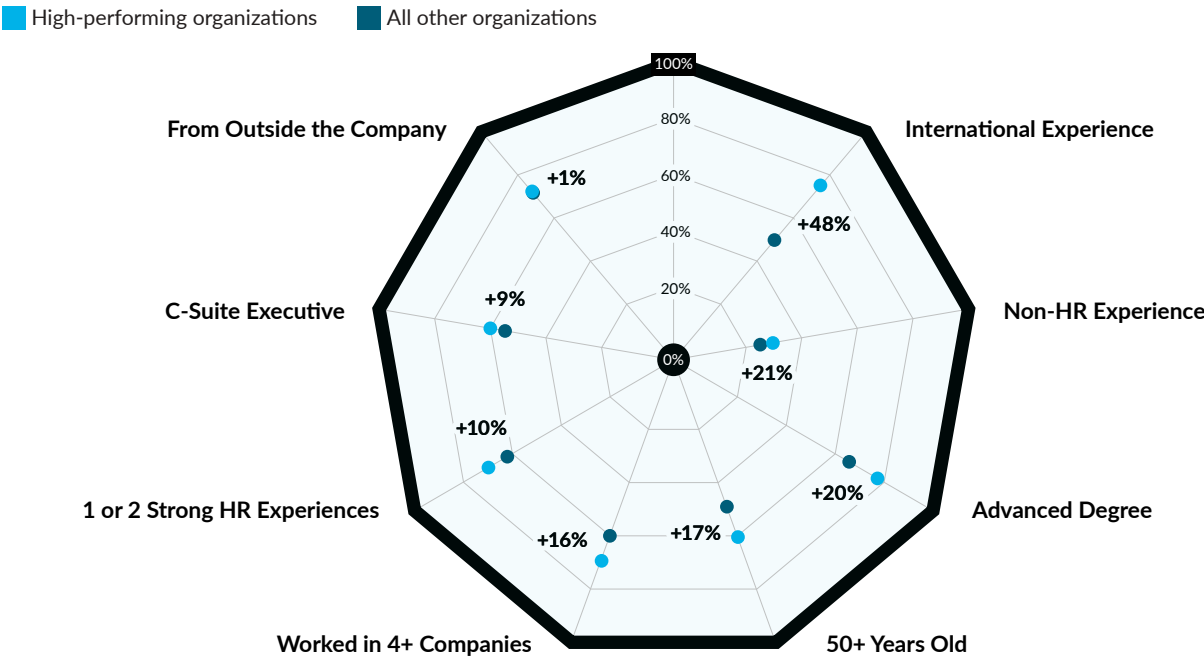 High-performing organizations
All other organizations
100%
From Outside the Company
80%
International Experience
+1%
60%
+48%
40%
20%
+9%
C-Suite Executive
Non-HR Experience
0%
+21%
+10%
+20%
1 or 2 Strong HR Experiences
Advanced Degree
+16%
+17%
Worked in 4+ Companies
50+ Years Old